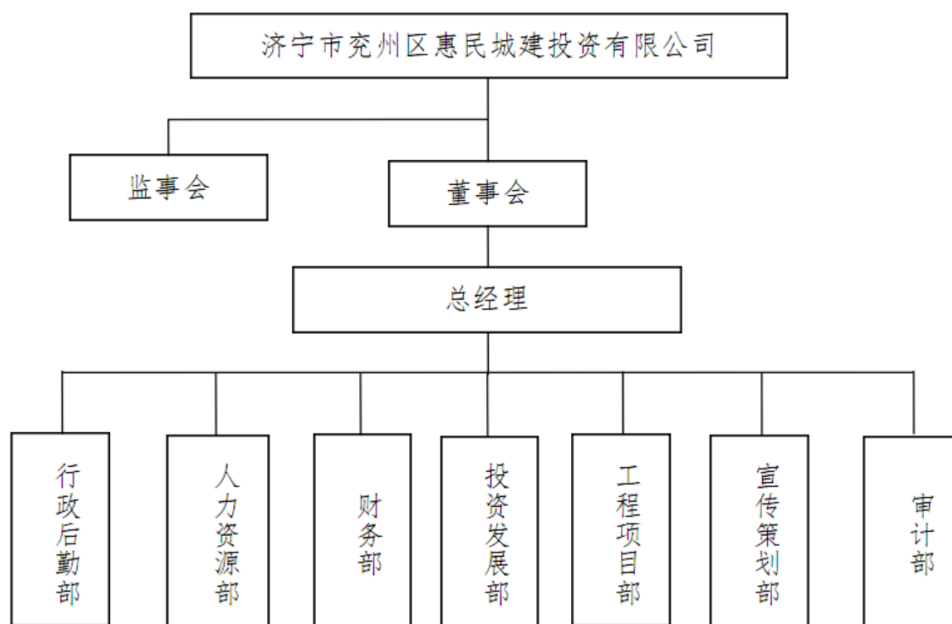 济宁市兖州区惠民城建投资有限公司
监事会
董事会
总经理
行政后勤部
人力资源部
财务部
投资发展部
工程项目部
宣传策划部
审计部